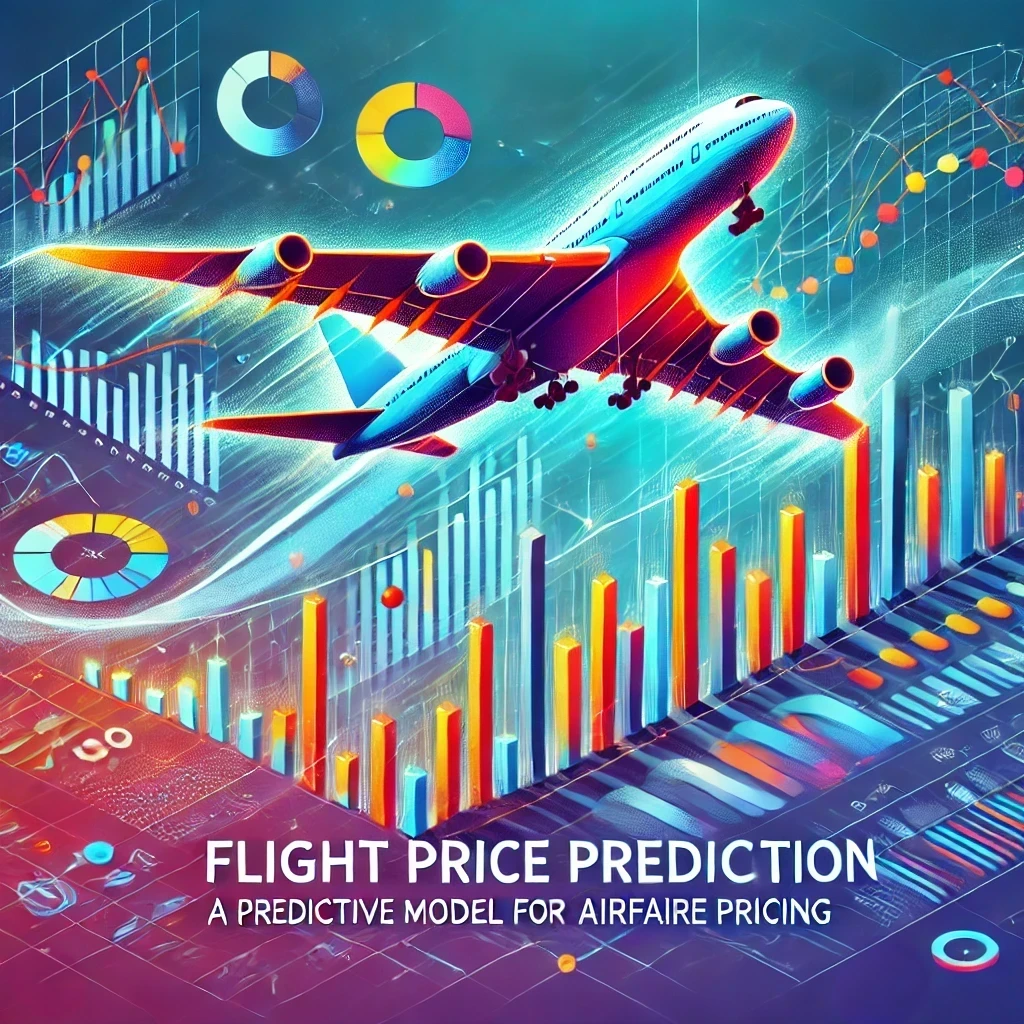 FLIGHT PRICE PREDICTION
A PREDICTIVE MODEL FOR AIRFAIRE PRICING